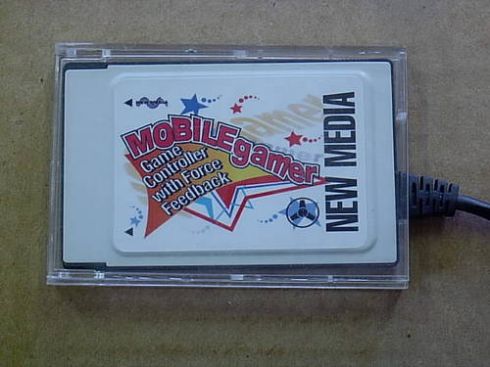 MOBILEgamer
Game
Controller
with Force
Feedback
NEW MEDIA